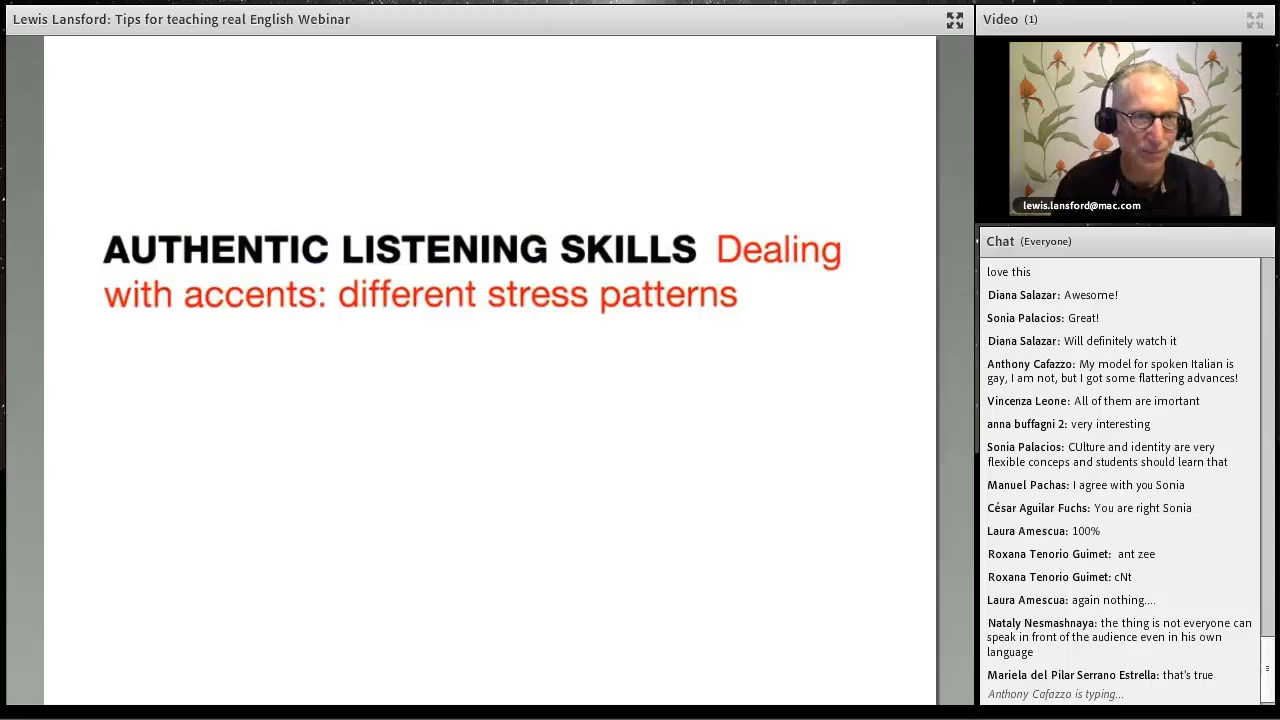 Lewis Lansford: Tips for teaching real English Webinar
AUTHENTIC LISTENING SKILLS Dealing
with accents: different stress patterns
Video (1)
lewis.lansford@mac.com
Chat (Everyone)
love this
Diana Salazar: Awesome!
Sonia Palacios: Great!
Diana Salazar: Will definitely watch it
Anthony Cafazzo: My model for spoken Italian is
gay, I am not, but I got some flattering advances!
Vincenza Leone: All of them are imortant
anna buffagni 2: very interesting
Sonia Palacios: CUlture and identity are very
flexible conceps and students should learn that
Manuel Pachas: I agree with you Sonia
César Aguilar Fuchs: You are right Sonia
Laura Amescua: 100%
Roxana Tenorio Guimet: ant zee
Roxana Tenorio Guimet: cNt
Laura Amescua: again nothing....
Nataly Nesmashnaya: the thing is not everyone can
speak in front of the audience even in his own
language
Mariela del Pilar Serrano Estrella: that's true
Anthony Cafazzo is typing...